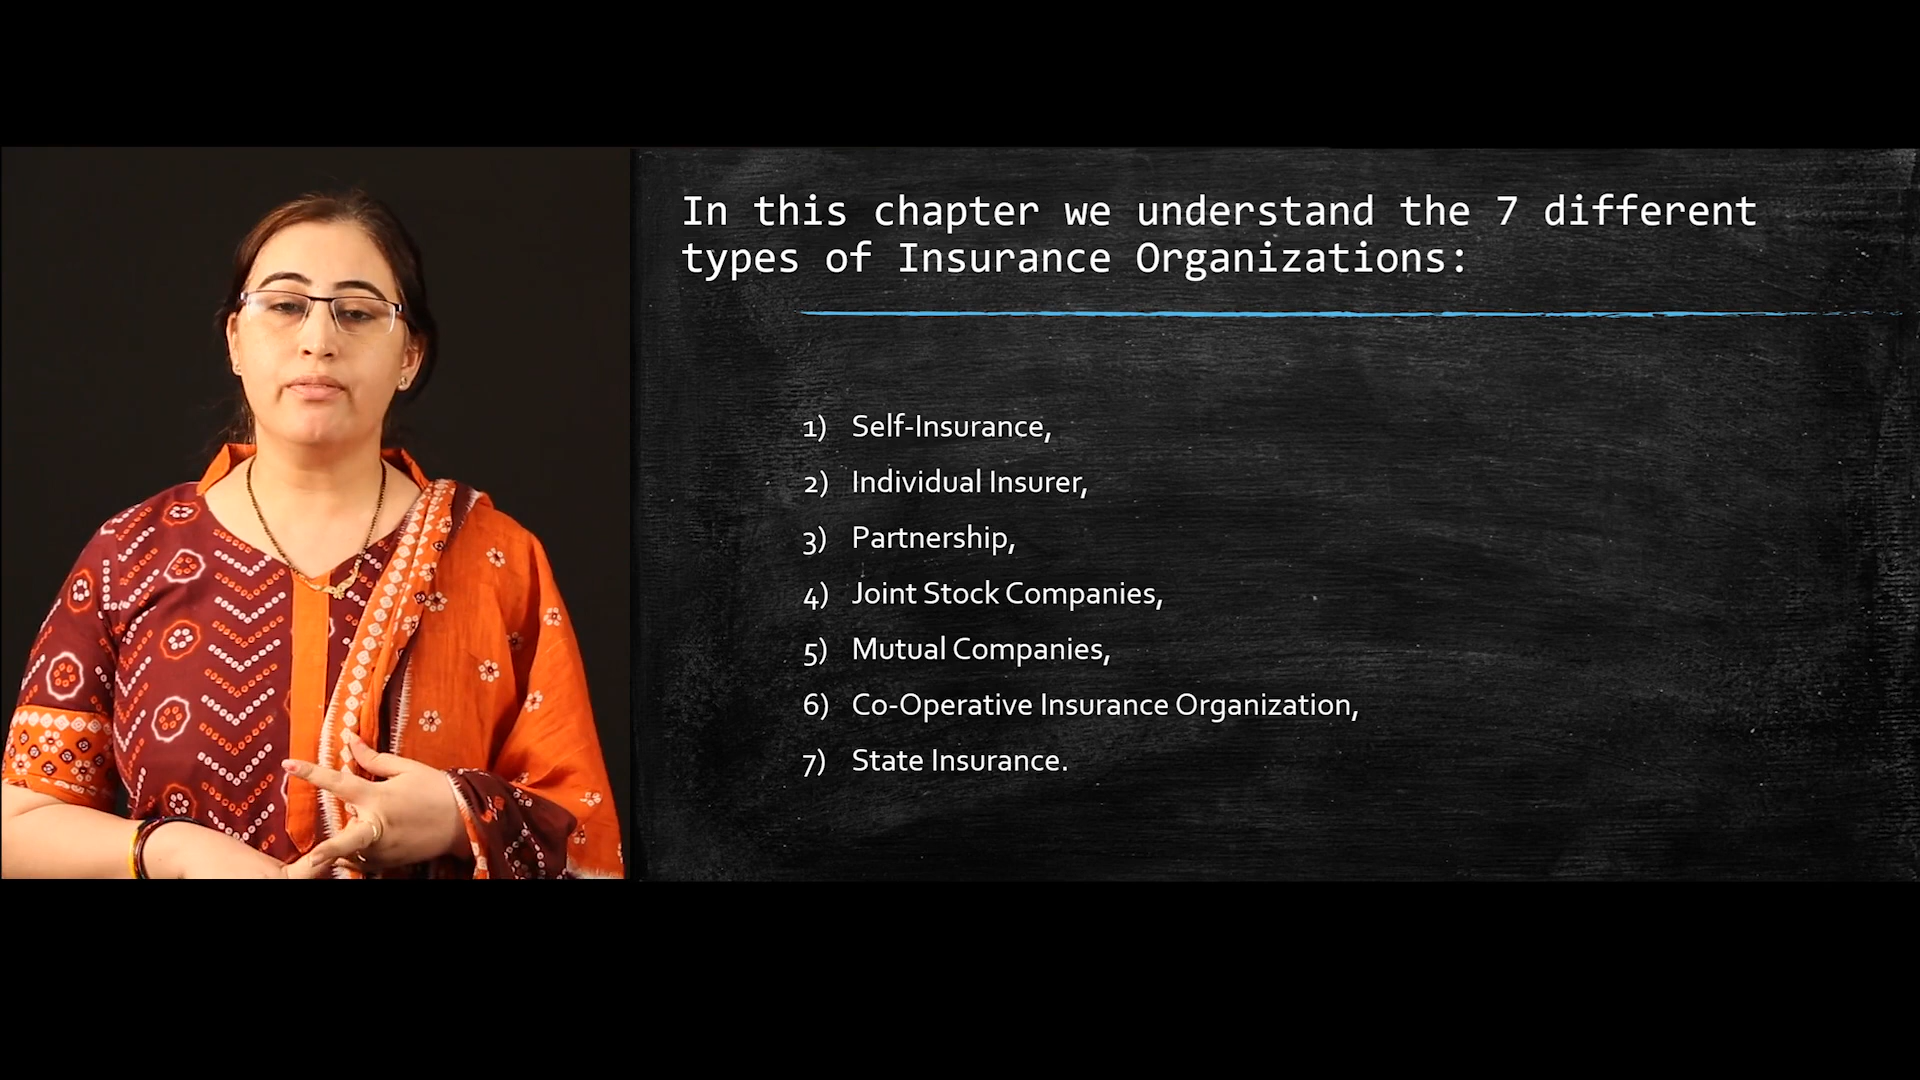 In this chapter we understand the 7 different
types of Insurance Organizations:
1) Self-Insurance,
2) Individual Insurer,
3) Partnership,
4) Joint Stock Companies,
5) Mutual Companies,
6) Co-Operative Insurance Organization,
7) State Insurance.